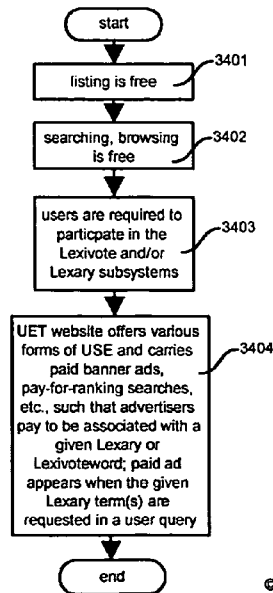 start
listing is free
3401
searching, browsing
is free
3402
users are required to
particpate in the
Lexivote and/or
Lexary subsystems
3403
UET website offers various
forms of USE and carries
paid banner ads,
pay-for-ranking searches,
etc., such that advertisers
pay to be associated with a
given Lexary or
Lexivoteword; paid ad
appears when the given
Lexary term(s) are
requested in a user query
3404
end
©